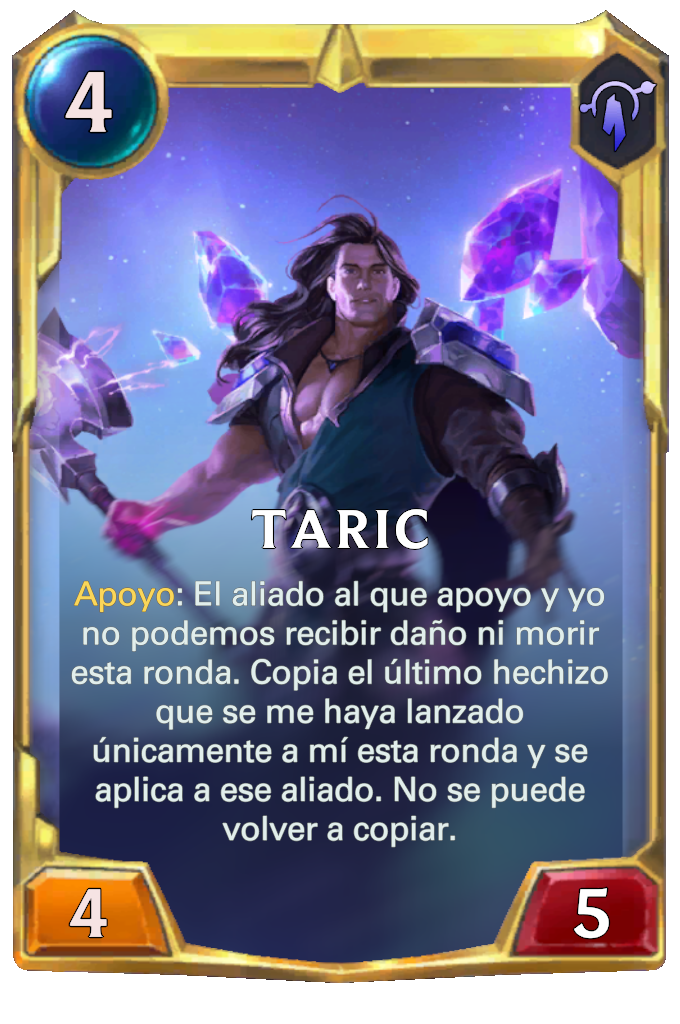 4
TARIC
Apoyo: El aliado al que apoyo y yo
no podemos recibir daño ni morir
esta ronda. Copia el último hechizo
que se me haya lanzado
únicamente a mí esta ronda y se
aplica a ese aliado. No se puede
volver a copiar.
4
5